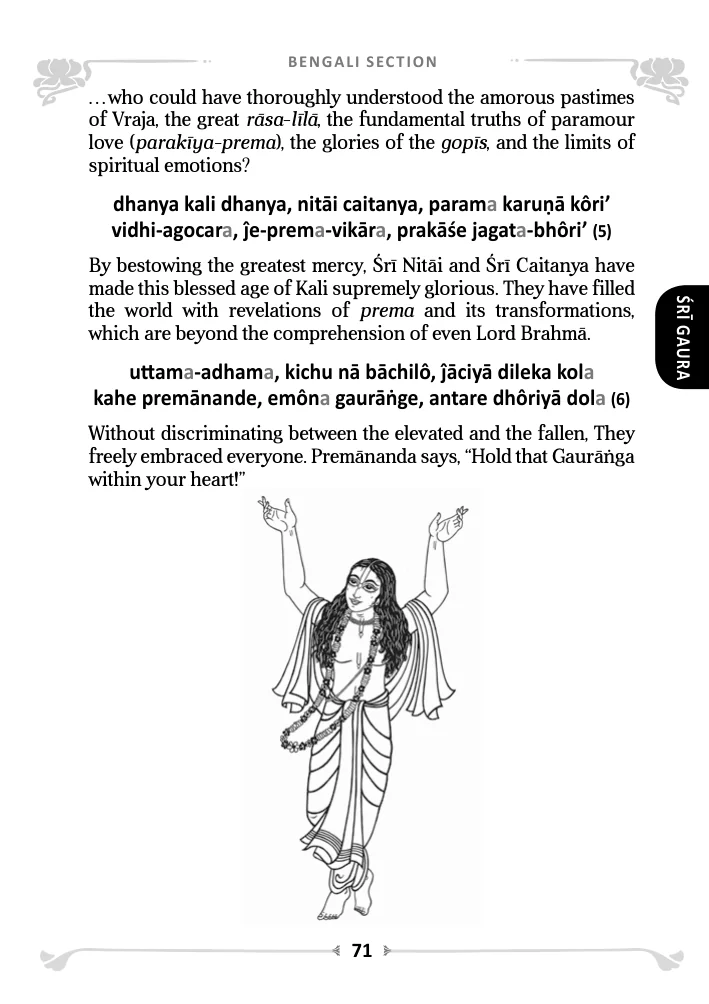 BENGALI SECTION
…who could have thoroughly understood the amorous pastimes
of Vraja, the great rāsa-līlā, the fundamental truths of paramour
love (parakīya-prema), the glories of the gopīs, and the limits of
spiritual emotions?
dhanya kali dhanya, nitāi caitanya, parama karuṇā kôri’
vidhi-agocara, ĵe-prema-vikāra, prakāśe jagata-bhôri’ (5)
By bestowing the greatest mercy, Śrī Nitāi and Śrī Caitanya have
made this blessed age of Kali supremely glorious. They have filled
the world with revelations of prema and its transformations,
which are beyond the comprehension of even Lord Brahmā.
ŚRĪ GAURA
uttama-adhama, kichu nā bāchilô, ĵāciyā dileka kola
kahe premānande, emôna gaurāṅge, antare dhôriyā dola (6)
Without discriminating between the elevated and the fallen, They
freely embraced everyone. Premānanda says, “Hold that Gaurāṅga
within your heart!”
71